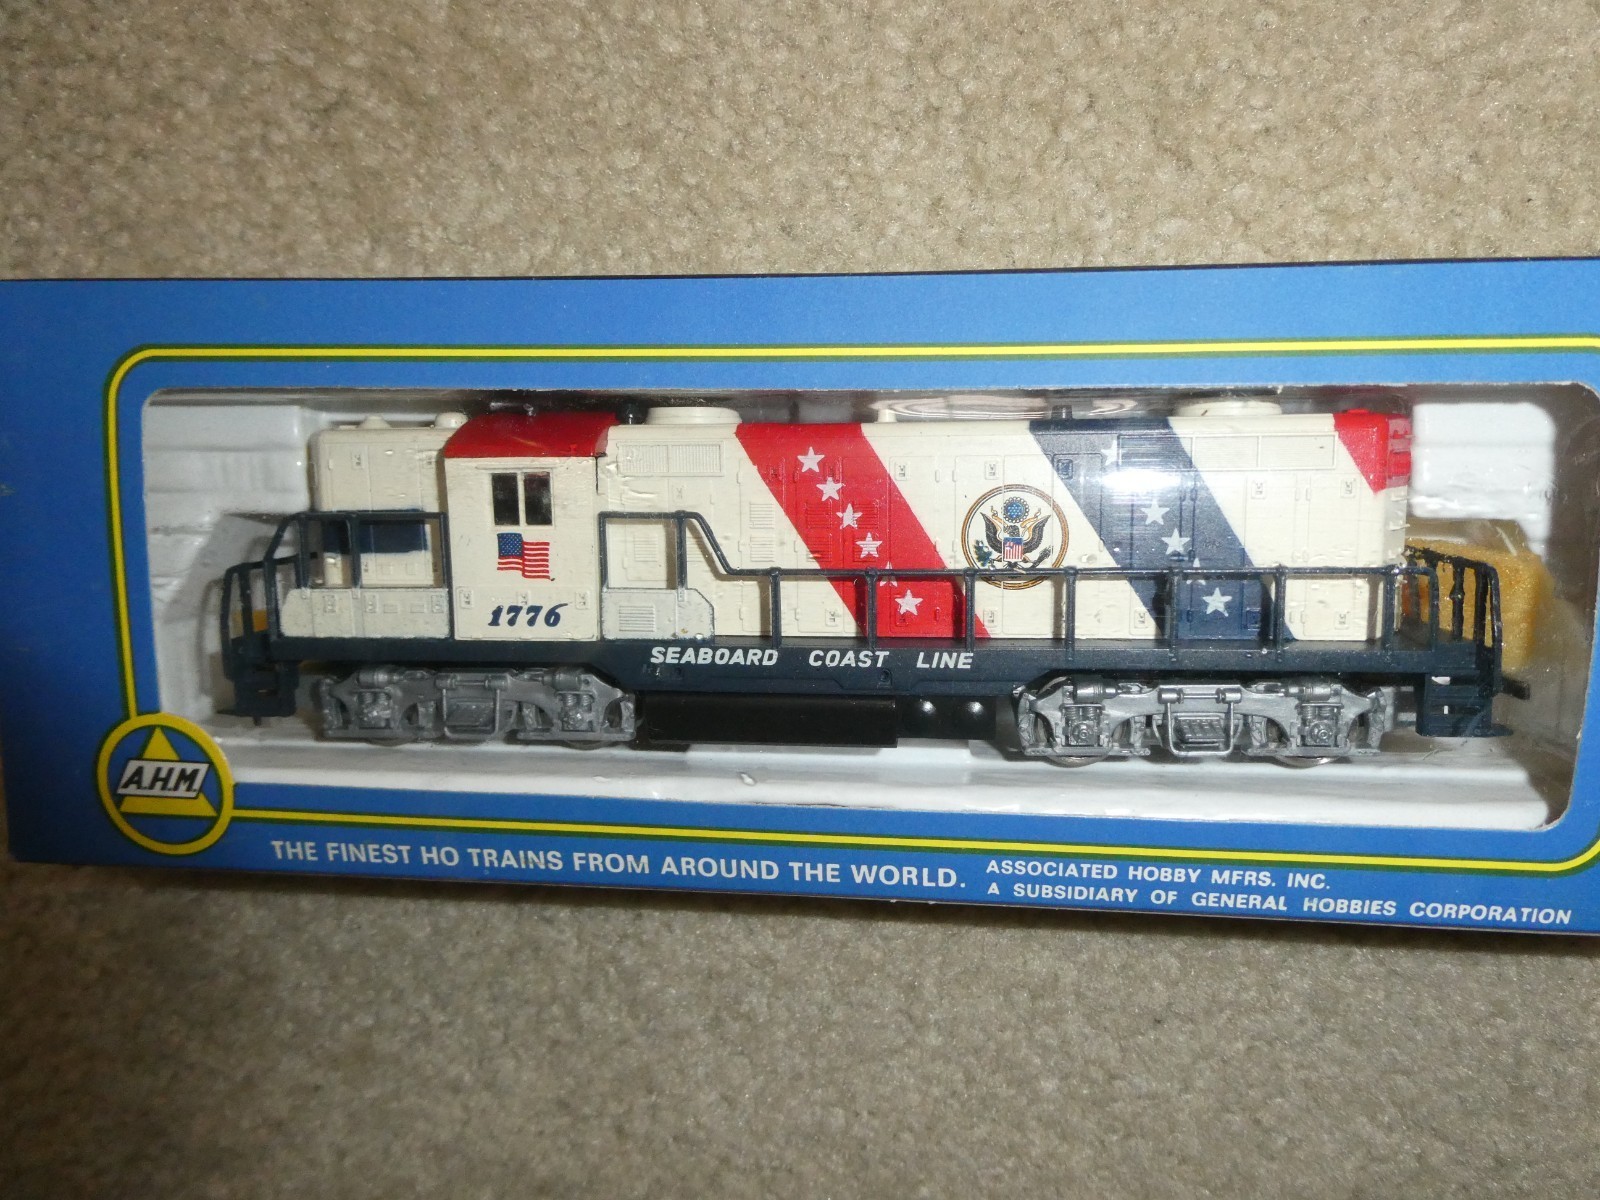 1776
SEABOARD COAST LINE
A.H.M.
THE FINEST HO TRAINS FROM AROUND THE WORLD.
ASSOCIATED HOBBY MFRS. INC.
A SUBSIDIARY OF GENERAL HOBBIES CORPORATION